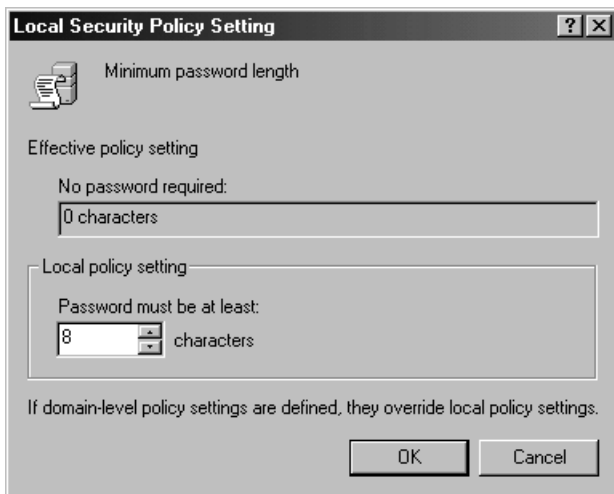 Local Security Policy Setting
Minimum password length
Effective policy setting
No password required:
0 characters
Local policy setting
Password must be at least:
8 characters
If domain-level policy settings are defined, they override local policy settings.
OK Cancel